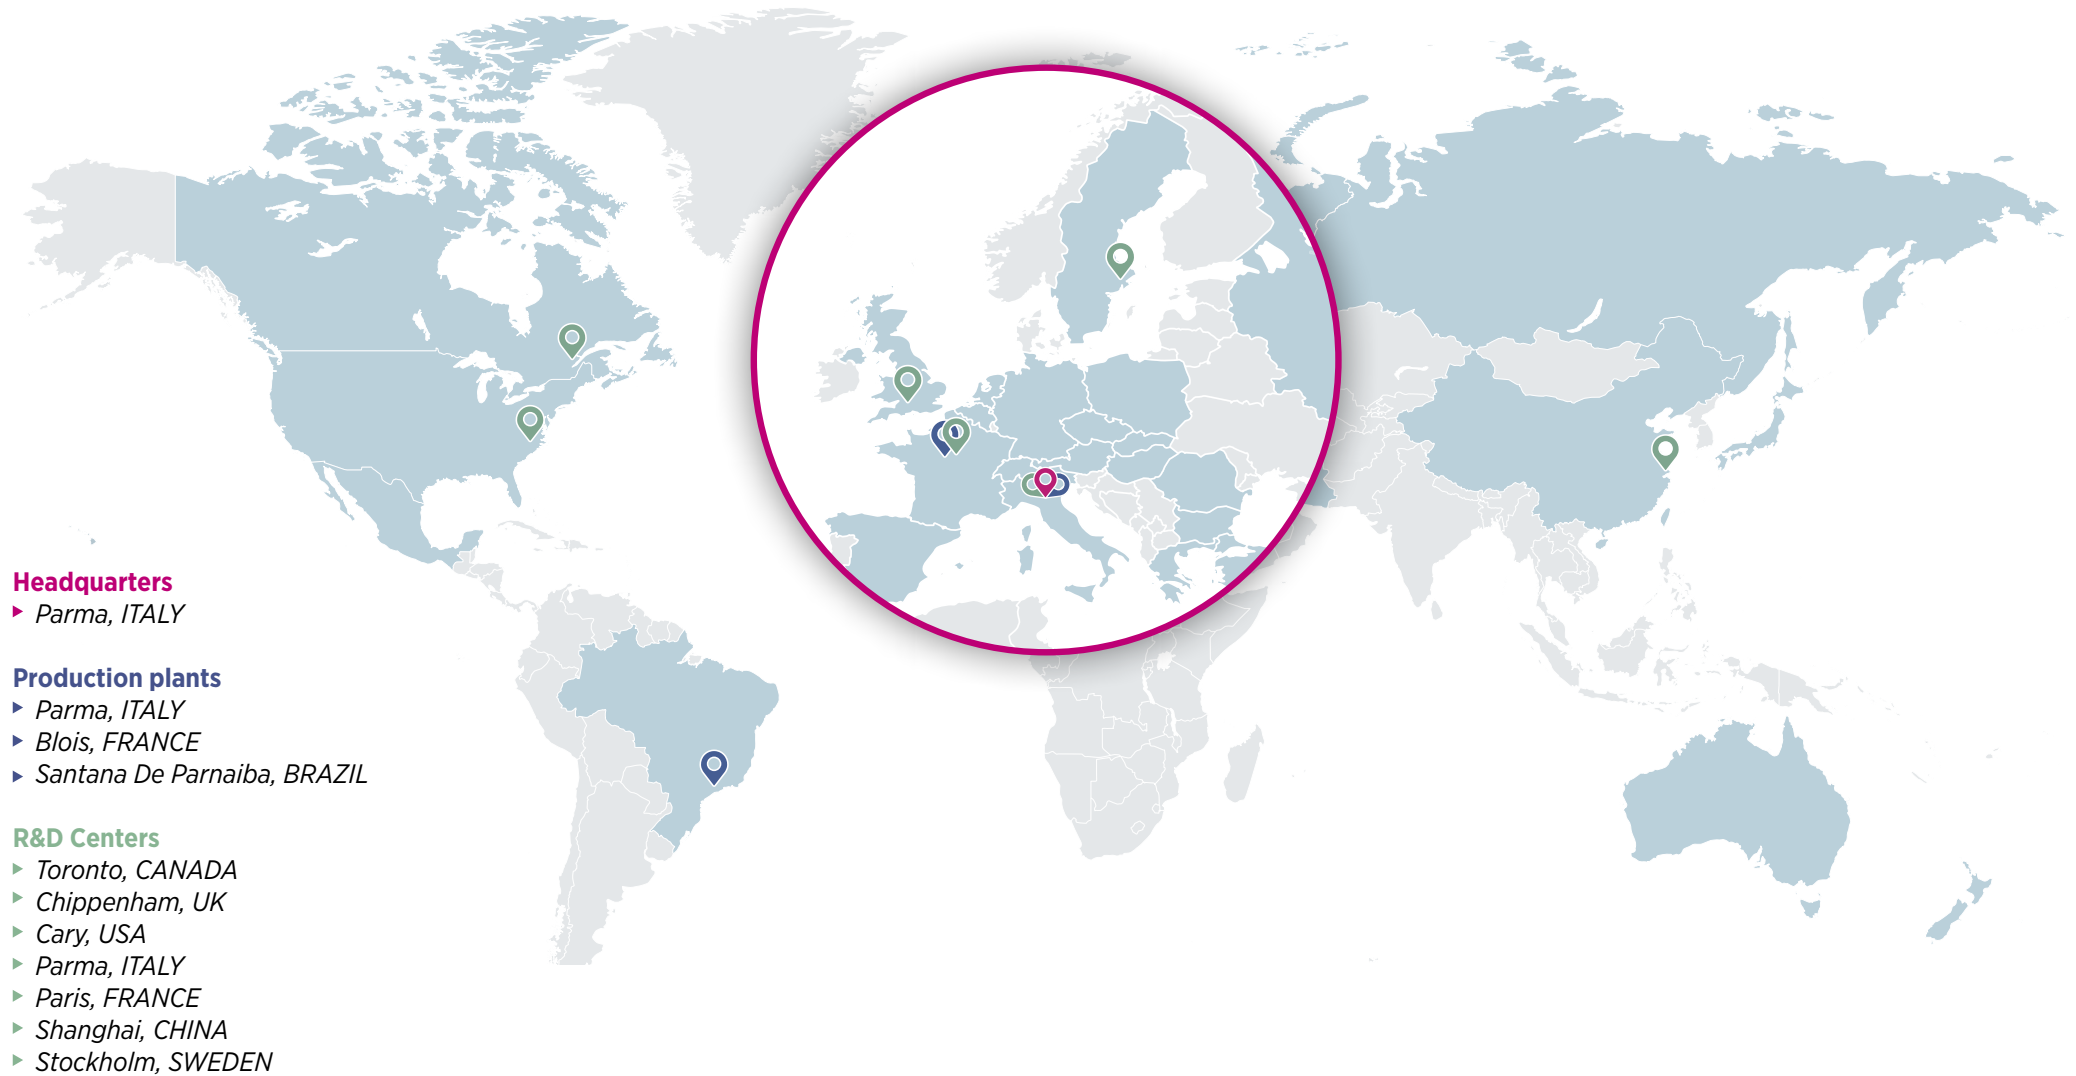 Headquarters
Parma, ITALY
Production plants
Parma, ITALY
Blois, FRANCE
Santana De Parnaiba, BRAZIL
R&D Centers
Toronto, CANADA
Chippenham, UK
Cary, USA
Parma, ITALY
Paris, FRANCE
Shanghai, CHINA
Stockholm, SWEDEN